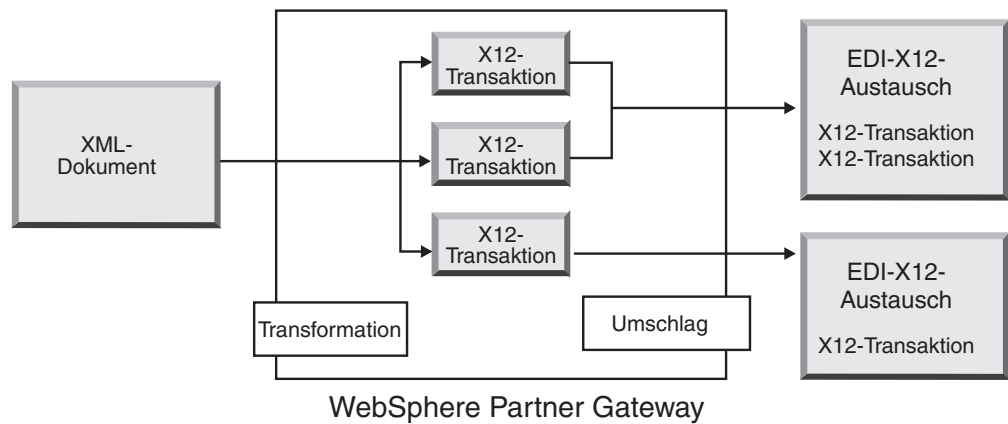 XML-
Dokument
X12-
Transaktion
X12-
Transaktion
X12-
Transaktion
EDI-X12-
Austausch
X12-Transaktion
X12-Transaktion
EDI-X12-
Austausch
X12-Transaktion
Transformation
Umschlag
WebSphere Partner Gateway